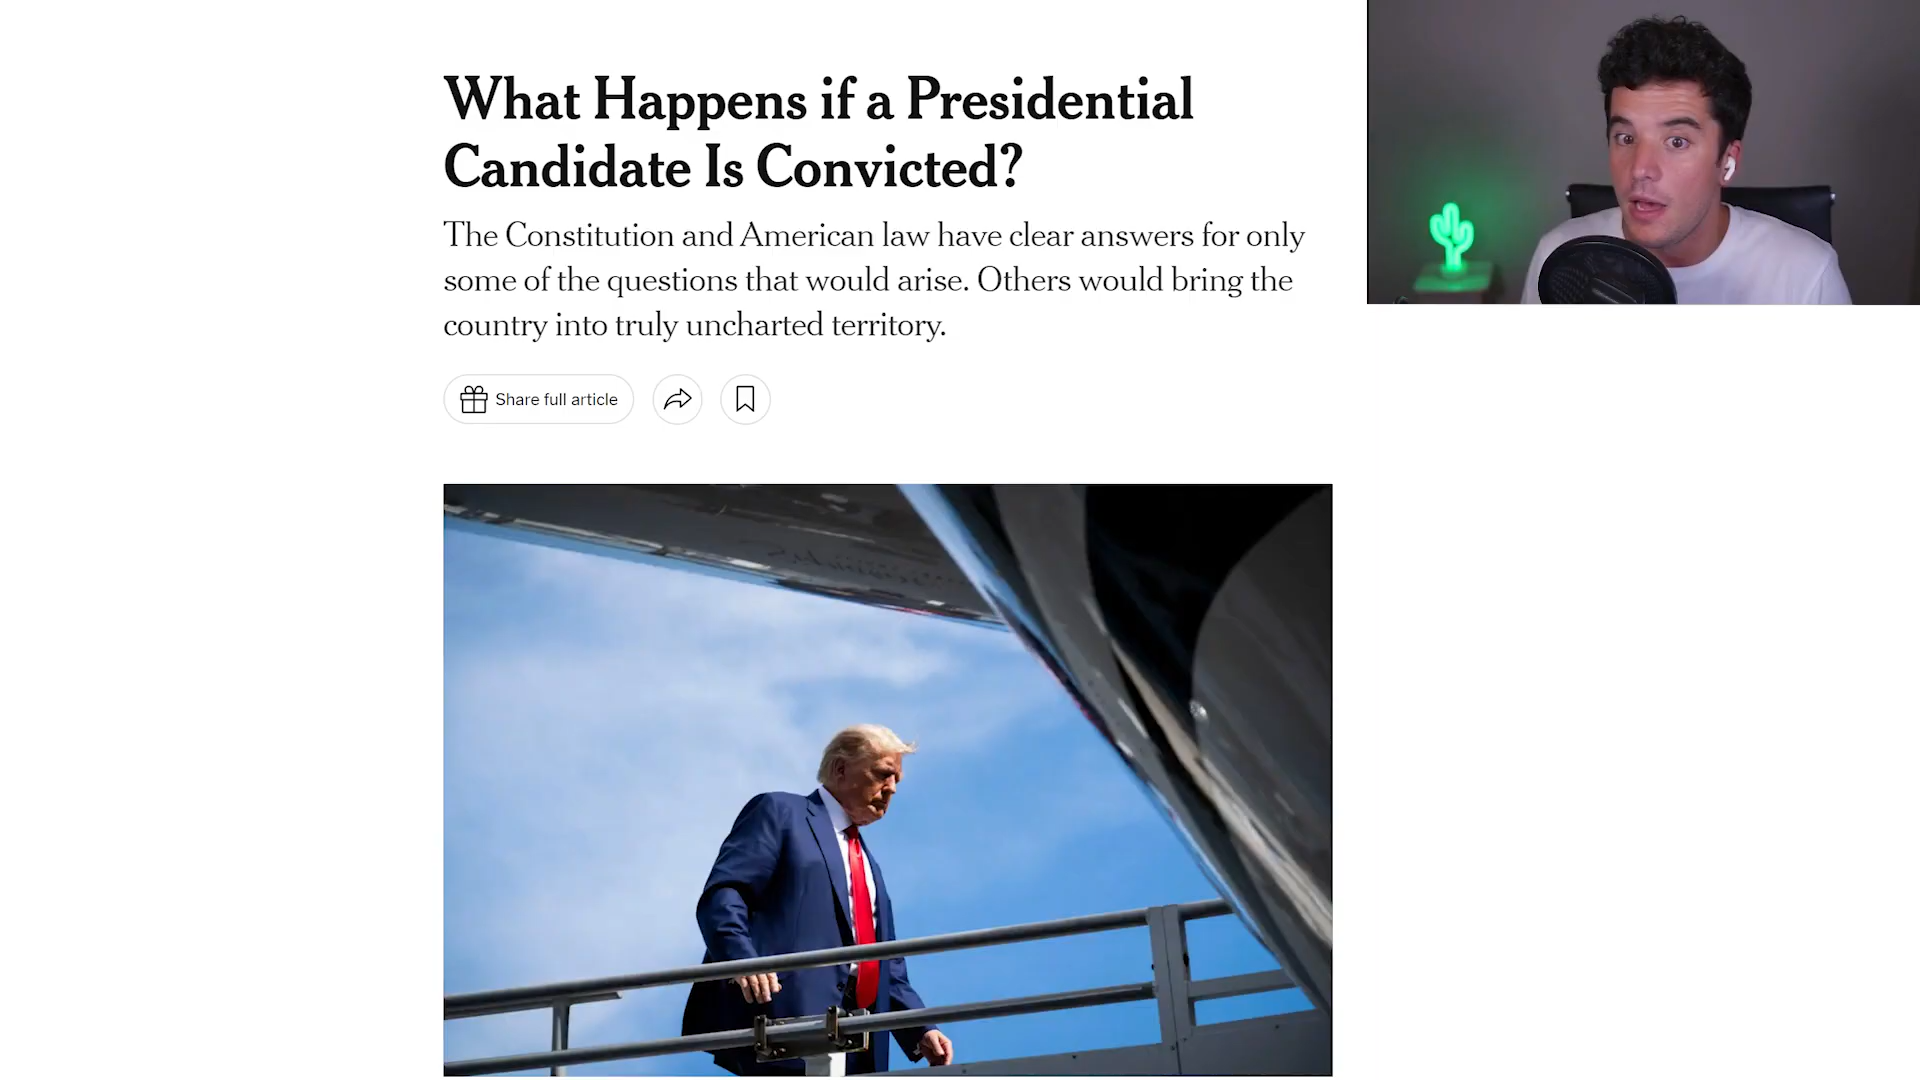 What Happens if a Presidential
Candidate Is Convicted?
The Constitution and American law have clear answers for only
some of the questions that would arise. Others would bring the
country into truly uncharted territory.
Share full article